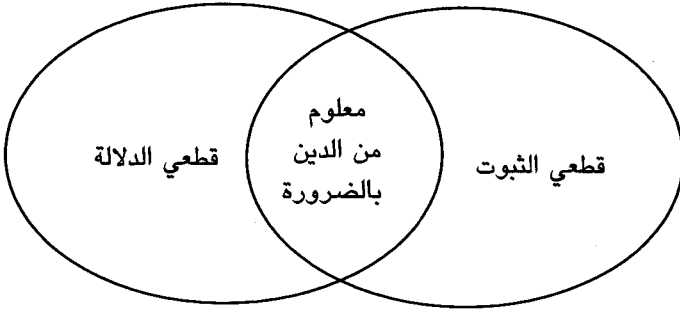 قطعي الثبوت
معلوم
من الدين
بالضرورة
قطعي الدلالة